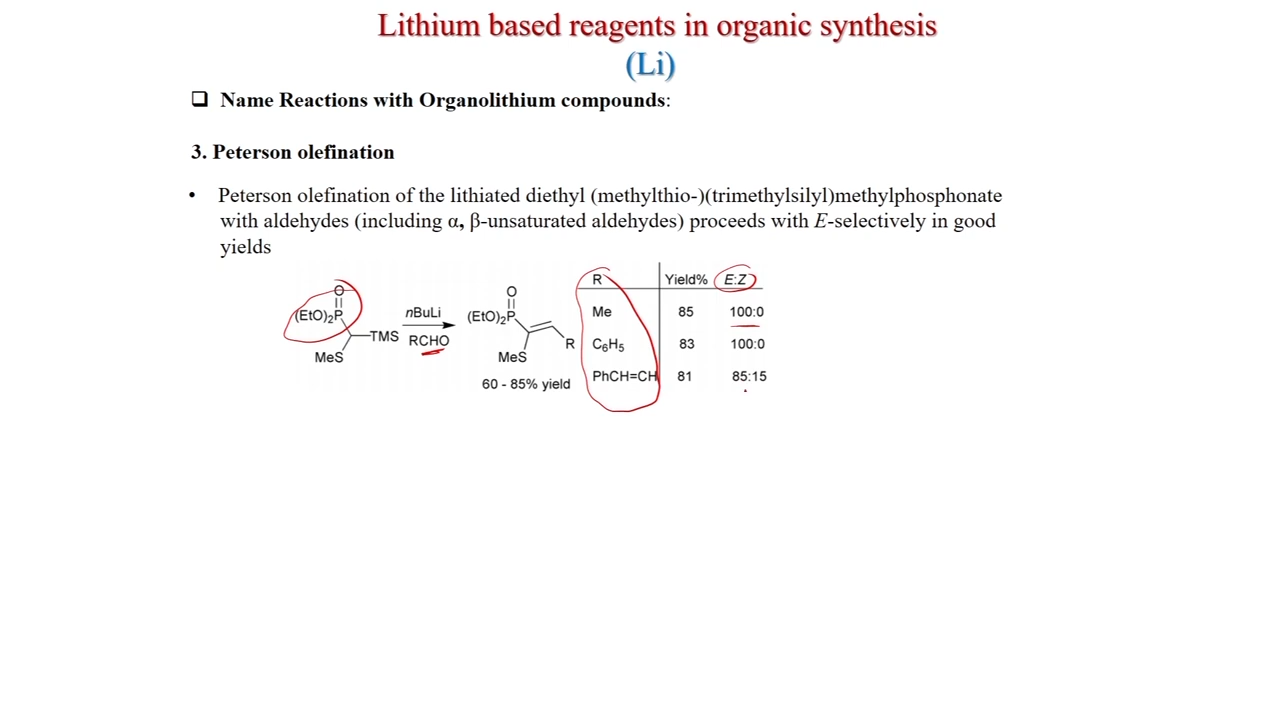 Lithium based reagents in organic synthesis
(Li)
❑ Name Reactions with Organolithium compounds:
3. Peterson olefination
• Peterson olefination of the lithiated diethyl (methylthio-)(trimethylsilyl)methylphosphonate
with aldehydes (including α, β-unsaturated aldehydes) proceeds with E-selectively in good
yields
O
(EtO)₂P
TMS
MeS
nBuLi
RCHO
O
(EtO)₂P
R
MeS
60 - 85% yield
R Yield% E:Z
Me 85 100:0
C₆H₅ 83 100:0
PhCH=CH 81 85:15